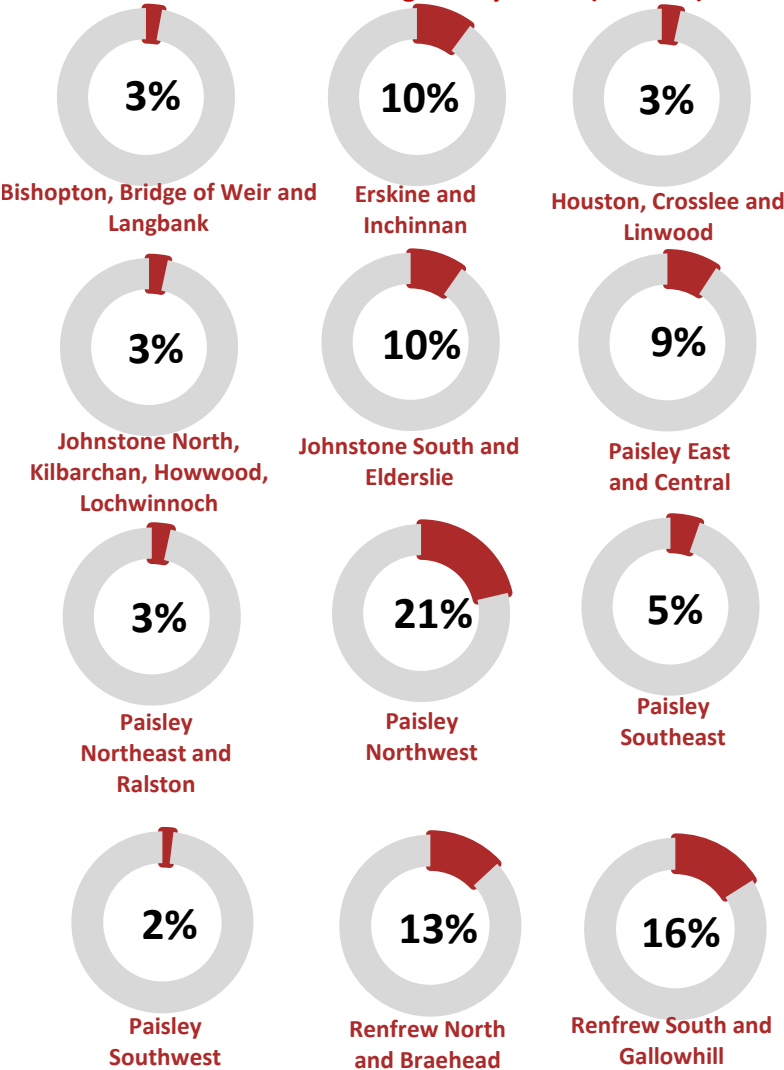 3%
10%
3%
Bishopton, Bridge of Weir and
Langbank
Erskine and
Inchinnan
Houston, Crosslee and
Linwood
3%
10%
9%
Johnstone North,
Kilbarchan, Howwood,
Lochwinnoch
Johnstone South and
Elderslie
Paisley East
and Central
3%
21%
5%
Paisley
Northeast and
Ralston
Paisley
Northwest
Paisley
Southeast
2%
13%
16%
Paisley
Southwest
Renfrew North
and Braehead
Renfrew South and
Gallowhill